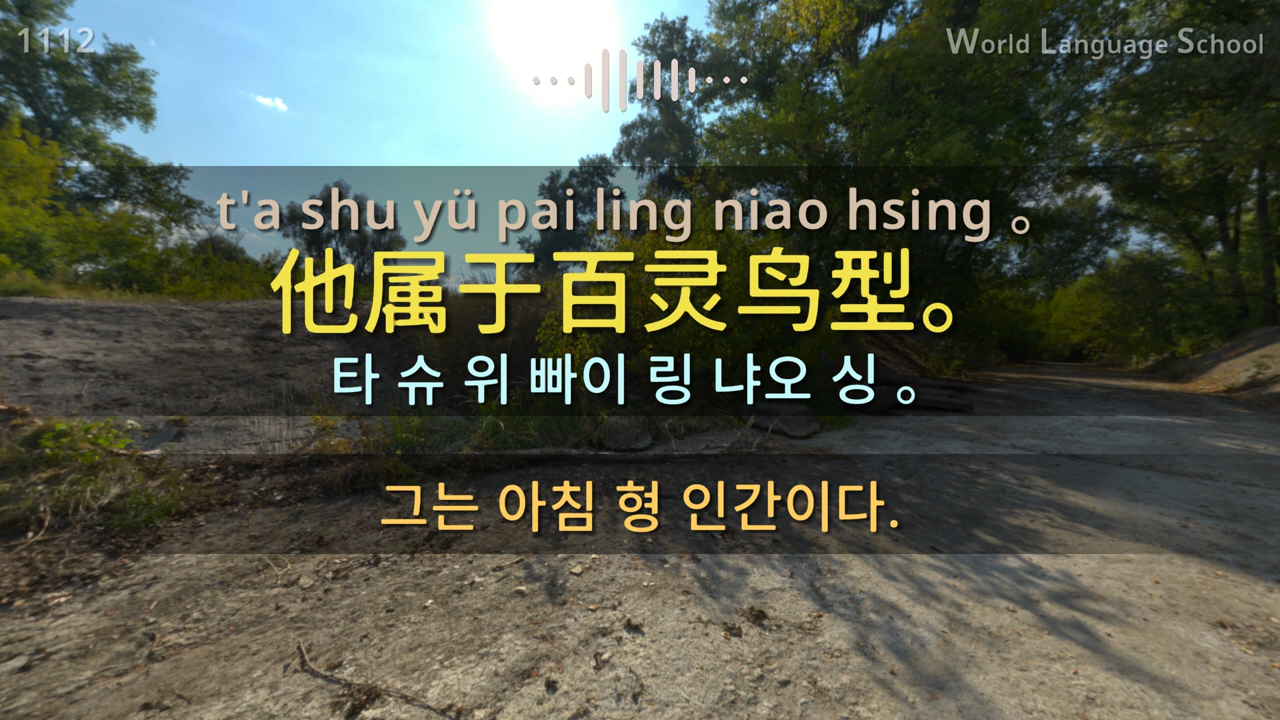 1112
World Language School
t'a shu yü pai ling niao hsing 。
他属于百灵鸟型。
타 슈 위 빠이 링 냐오 싱 。
그는 아침 형 인간이다.